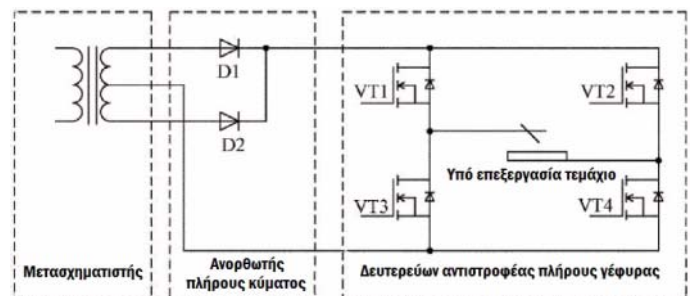 D1
VT1
VT2
D2
Υπό επεξεργασία τεμάχιο
VT3
VT4
Μετασχηματιστής
Ανορθωτής
πλήρους κύματος
Δευτερεύων αντιστροφέας πλήρους γέφυρας